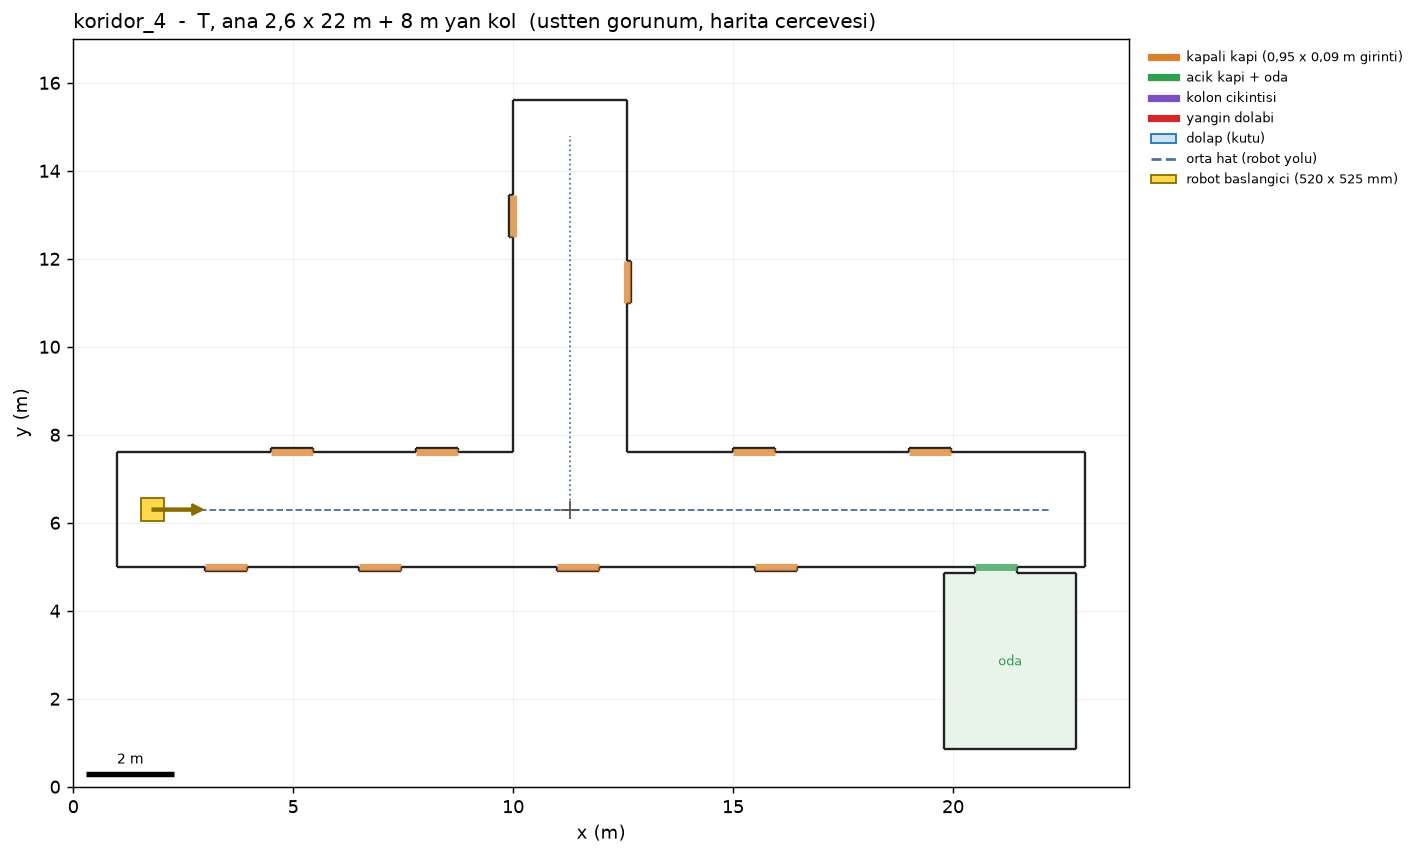 koridor_4  -  T, ana 2,6 x 22 m + 8 m yan kol  (ustten gorunum, harita cercevesi)
kapali kapi (0,95 x 0,09 m girinti)
acik kapi + oda
kolon cikintisi
yangin dolabi
dolap (kutu)
orta hat (robot yolu)
robot baslangici (520 x 525 mm)
y (m)
16
14
12
10
8
6
4
2
0
oda
2 m
0
5
10
15
20
x (m)